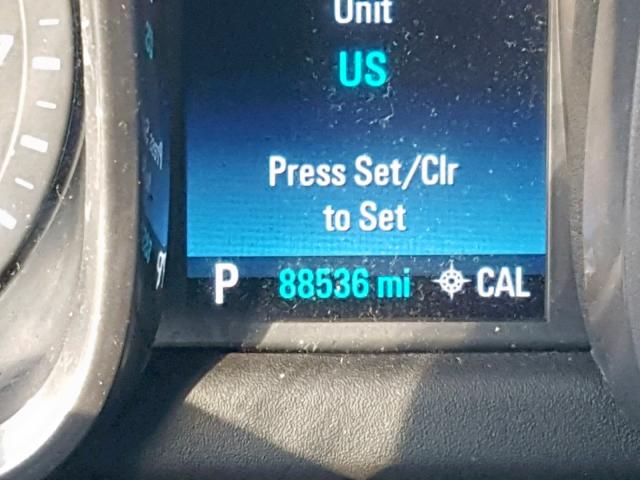 Unit
US
Press Set/Clr
to Set
P 88536 mi CAL